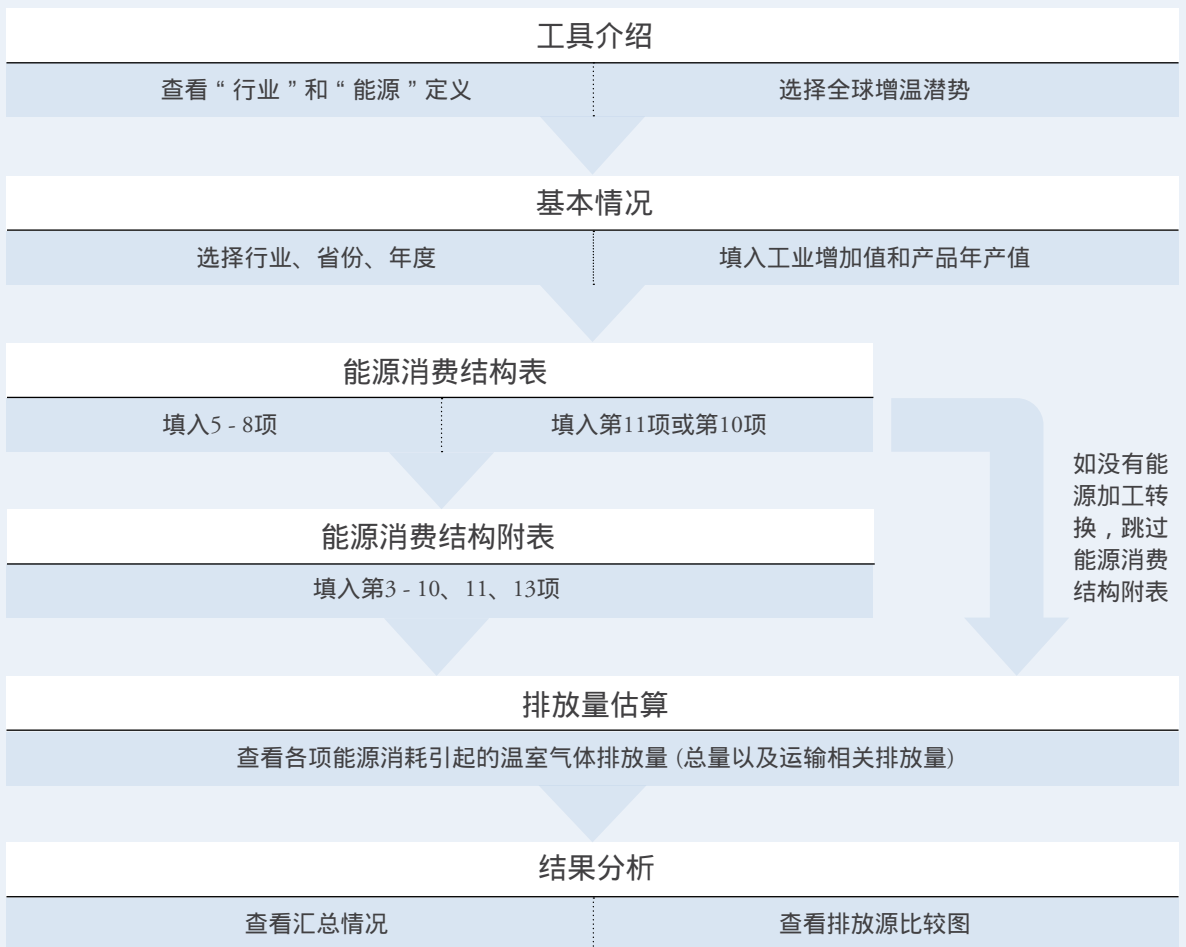 工具介绍
查看“行业”和“能源”定义
选择全球增温潜势
基本情况
选择行业、省份、年度
填入工业增加值和产品年产值
能源消费结构表
填入5 - 8项
填入第11项或第10项
如没有能
源加工转
换，跳过
能源消费
结构附表
能源消费结构附表
填入第3 - 10、11、13项
排放量估算
查看各项能源消耗引起的温室气体排放量 (总量以及运输相关排放量)
结果分析
查看汇总情况
查看排放源比较图